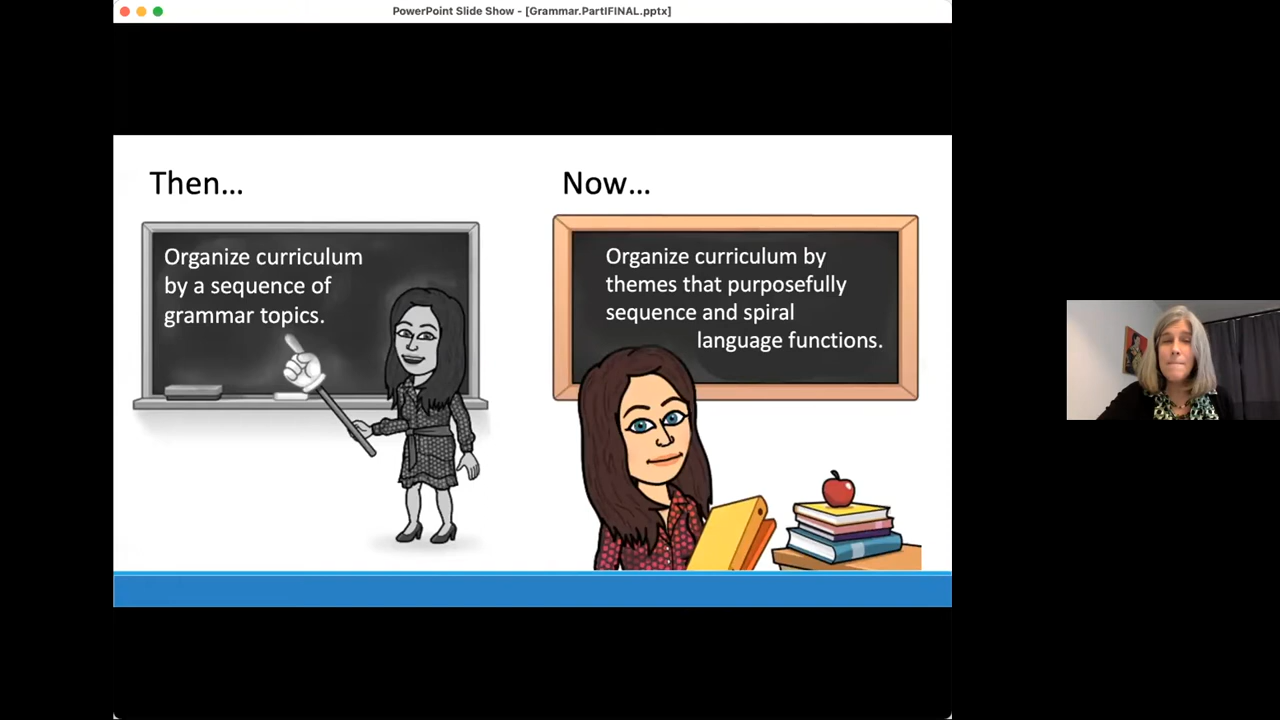 PowerPoint Slide Show - [Grammar.PartIFINAL.pptx]
Then...
Organize curriculum
by a sequence of
grammar topics.
Now...
Organize curriculum by
themes that purposefully
sequence and spiral
language functions.